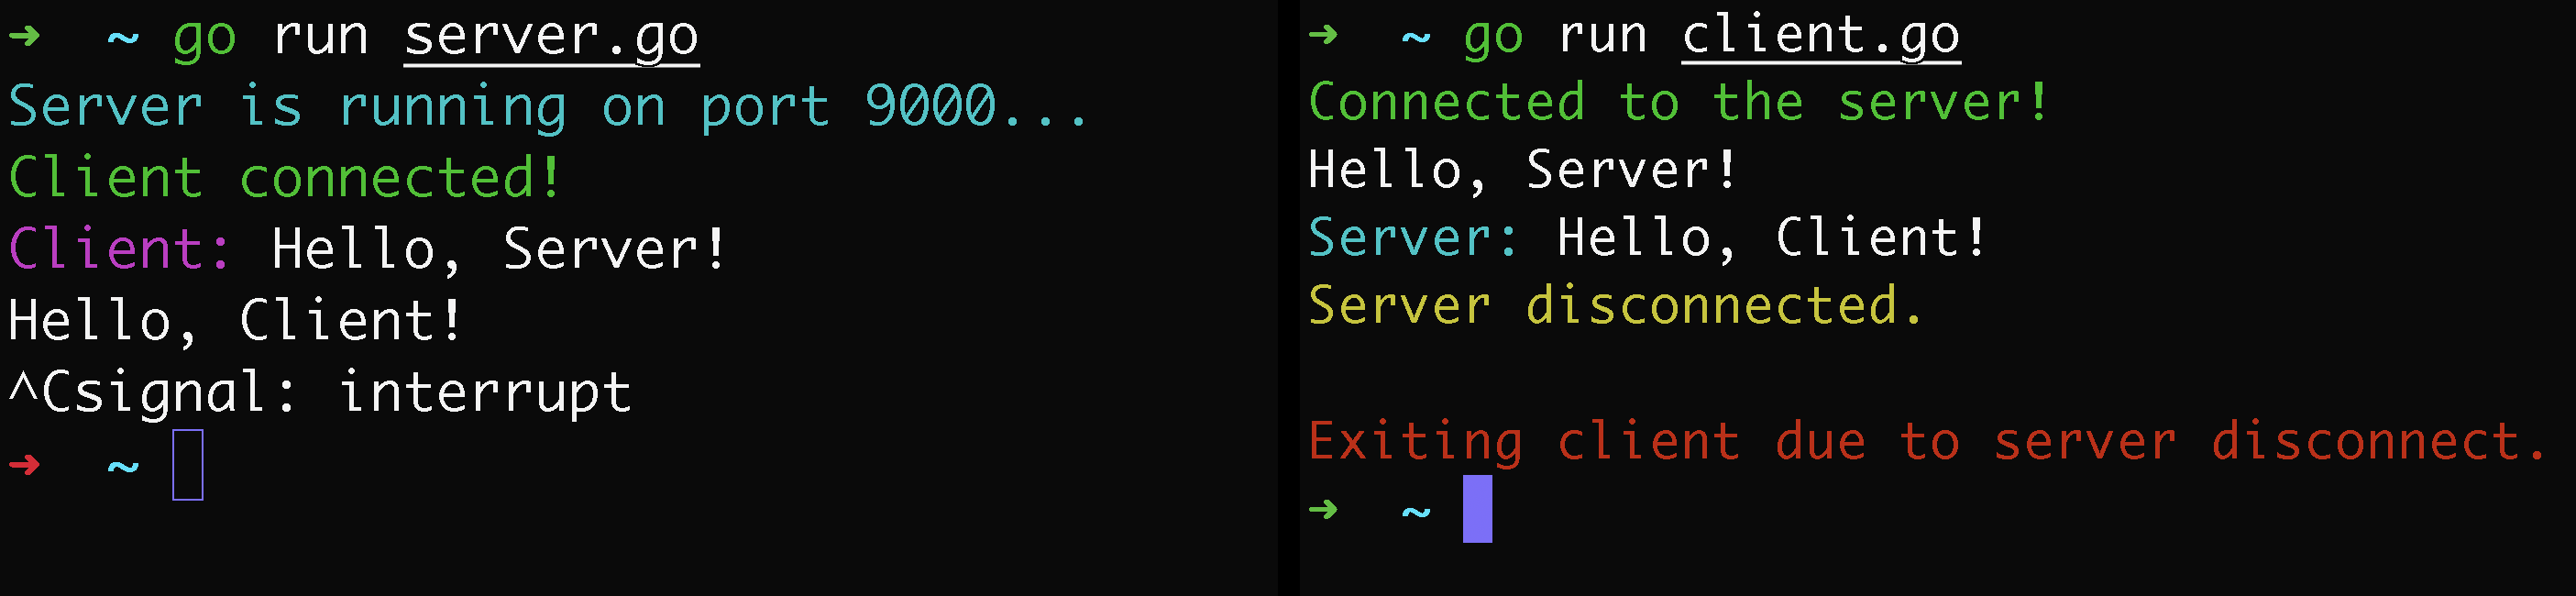 ➜  ~ go run server.go
Server is running on port 9000...
Client connected!
Client: Hello, Server!
Hello, Client!
^Csignal: interrupt
➜  ~
➜  ~ go run client.go
Connected to the server!
Hello, Server!
Server: Hello, Client!
Server disconnected.
Exiting client due to server disconnect.
➜  ~